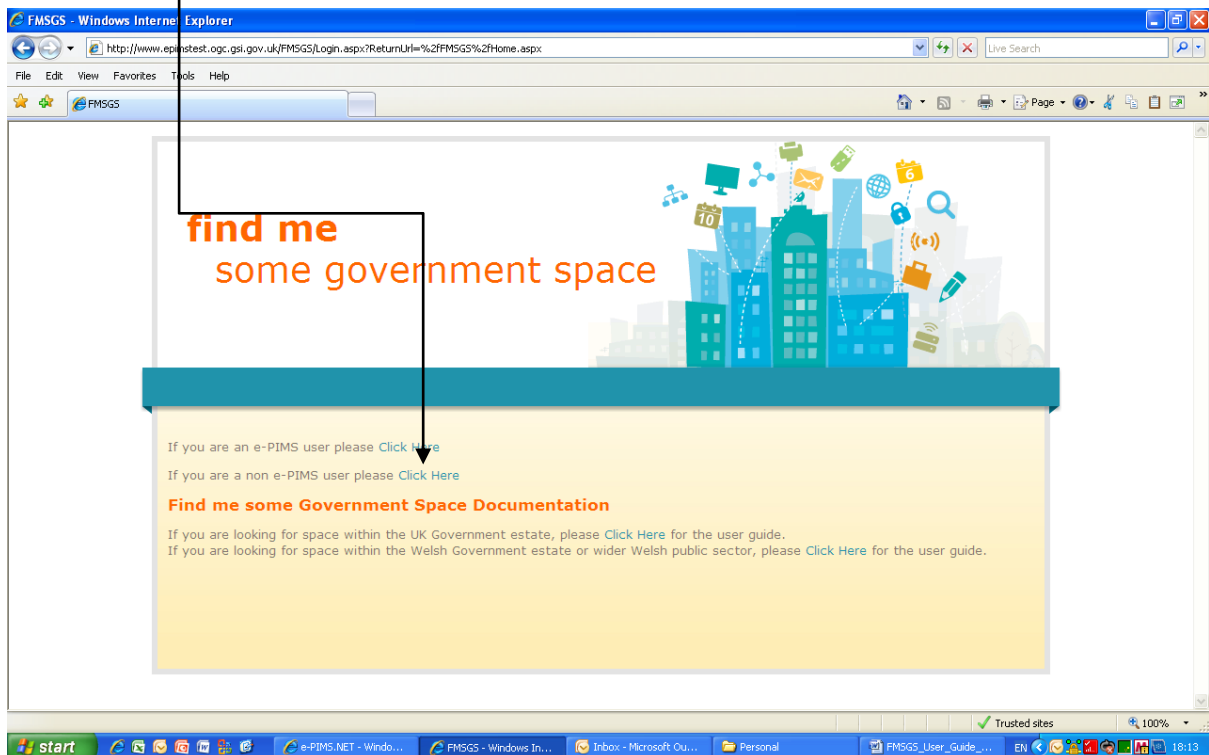 FMSGS - Windows Internet Explorer
http://www.epimstest.ogc.gsi.gov.uk/FMSGS/Login.aspx?ReturnUrl=%2fFMSGS%2fHome.aspx
Live Search
File Edit View Favorites Tools Help
FMSGS
Page
6
10
find me
some government space
If you are an e-PIMS user please Click Here
If you are a non e-PIMS user please Click Here
Find me some Government Space Documentation
If you are looking for space within the UK Government estate, please Click Here for the user guide.
If you are looking for space within the Welsh Government estate or wider Welsh public sector, please Click Here for the user guide.
Trusted sites 100%
start e-PIMS.NET - Windo... FMSGS - Windows In... Inbox - Microsoft Ou... Personal FMSGS_User_Guide_... EN 18:13